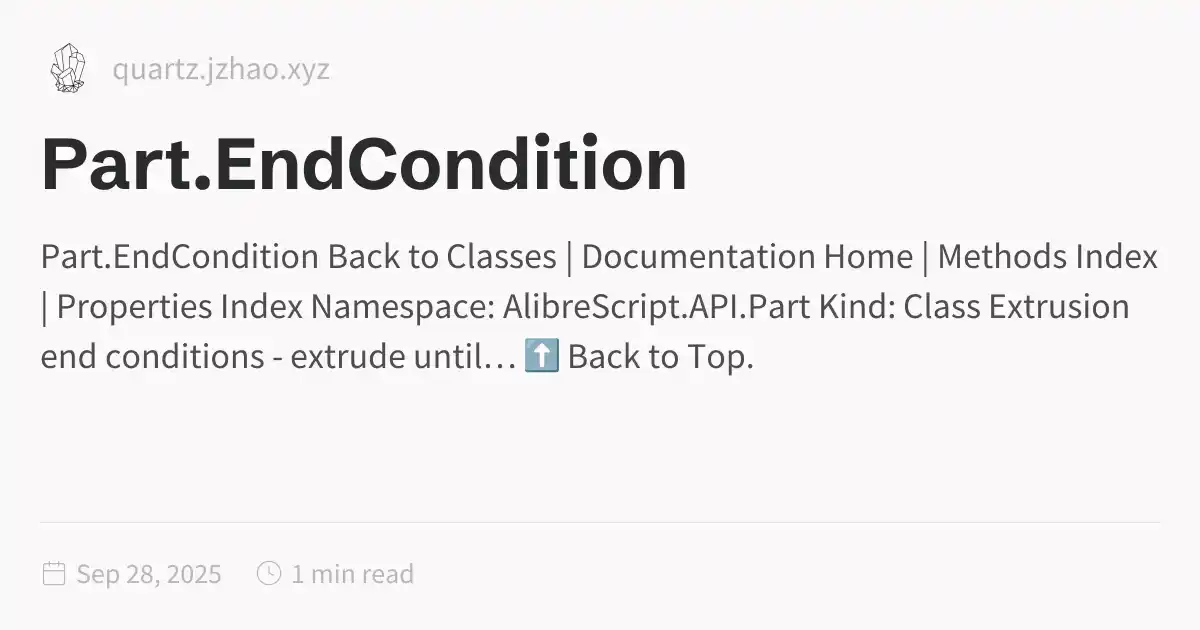 quartz.jzhao.xyz
Part.EndCondition
Part.EndCondition Back to Classes | Documentation Home | Methods Index
| Properties Index Namespace: AlibreScript.API.Part Kind: Class Extrusion
end conditions - extrude until… ⬆️ Back to Top.
Sep 28, 2025 1 min read